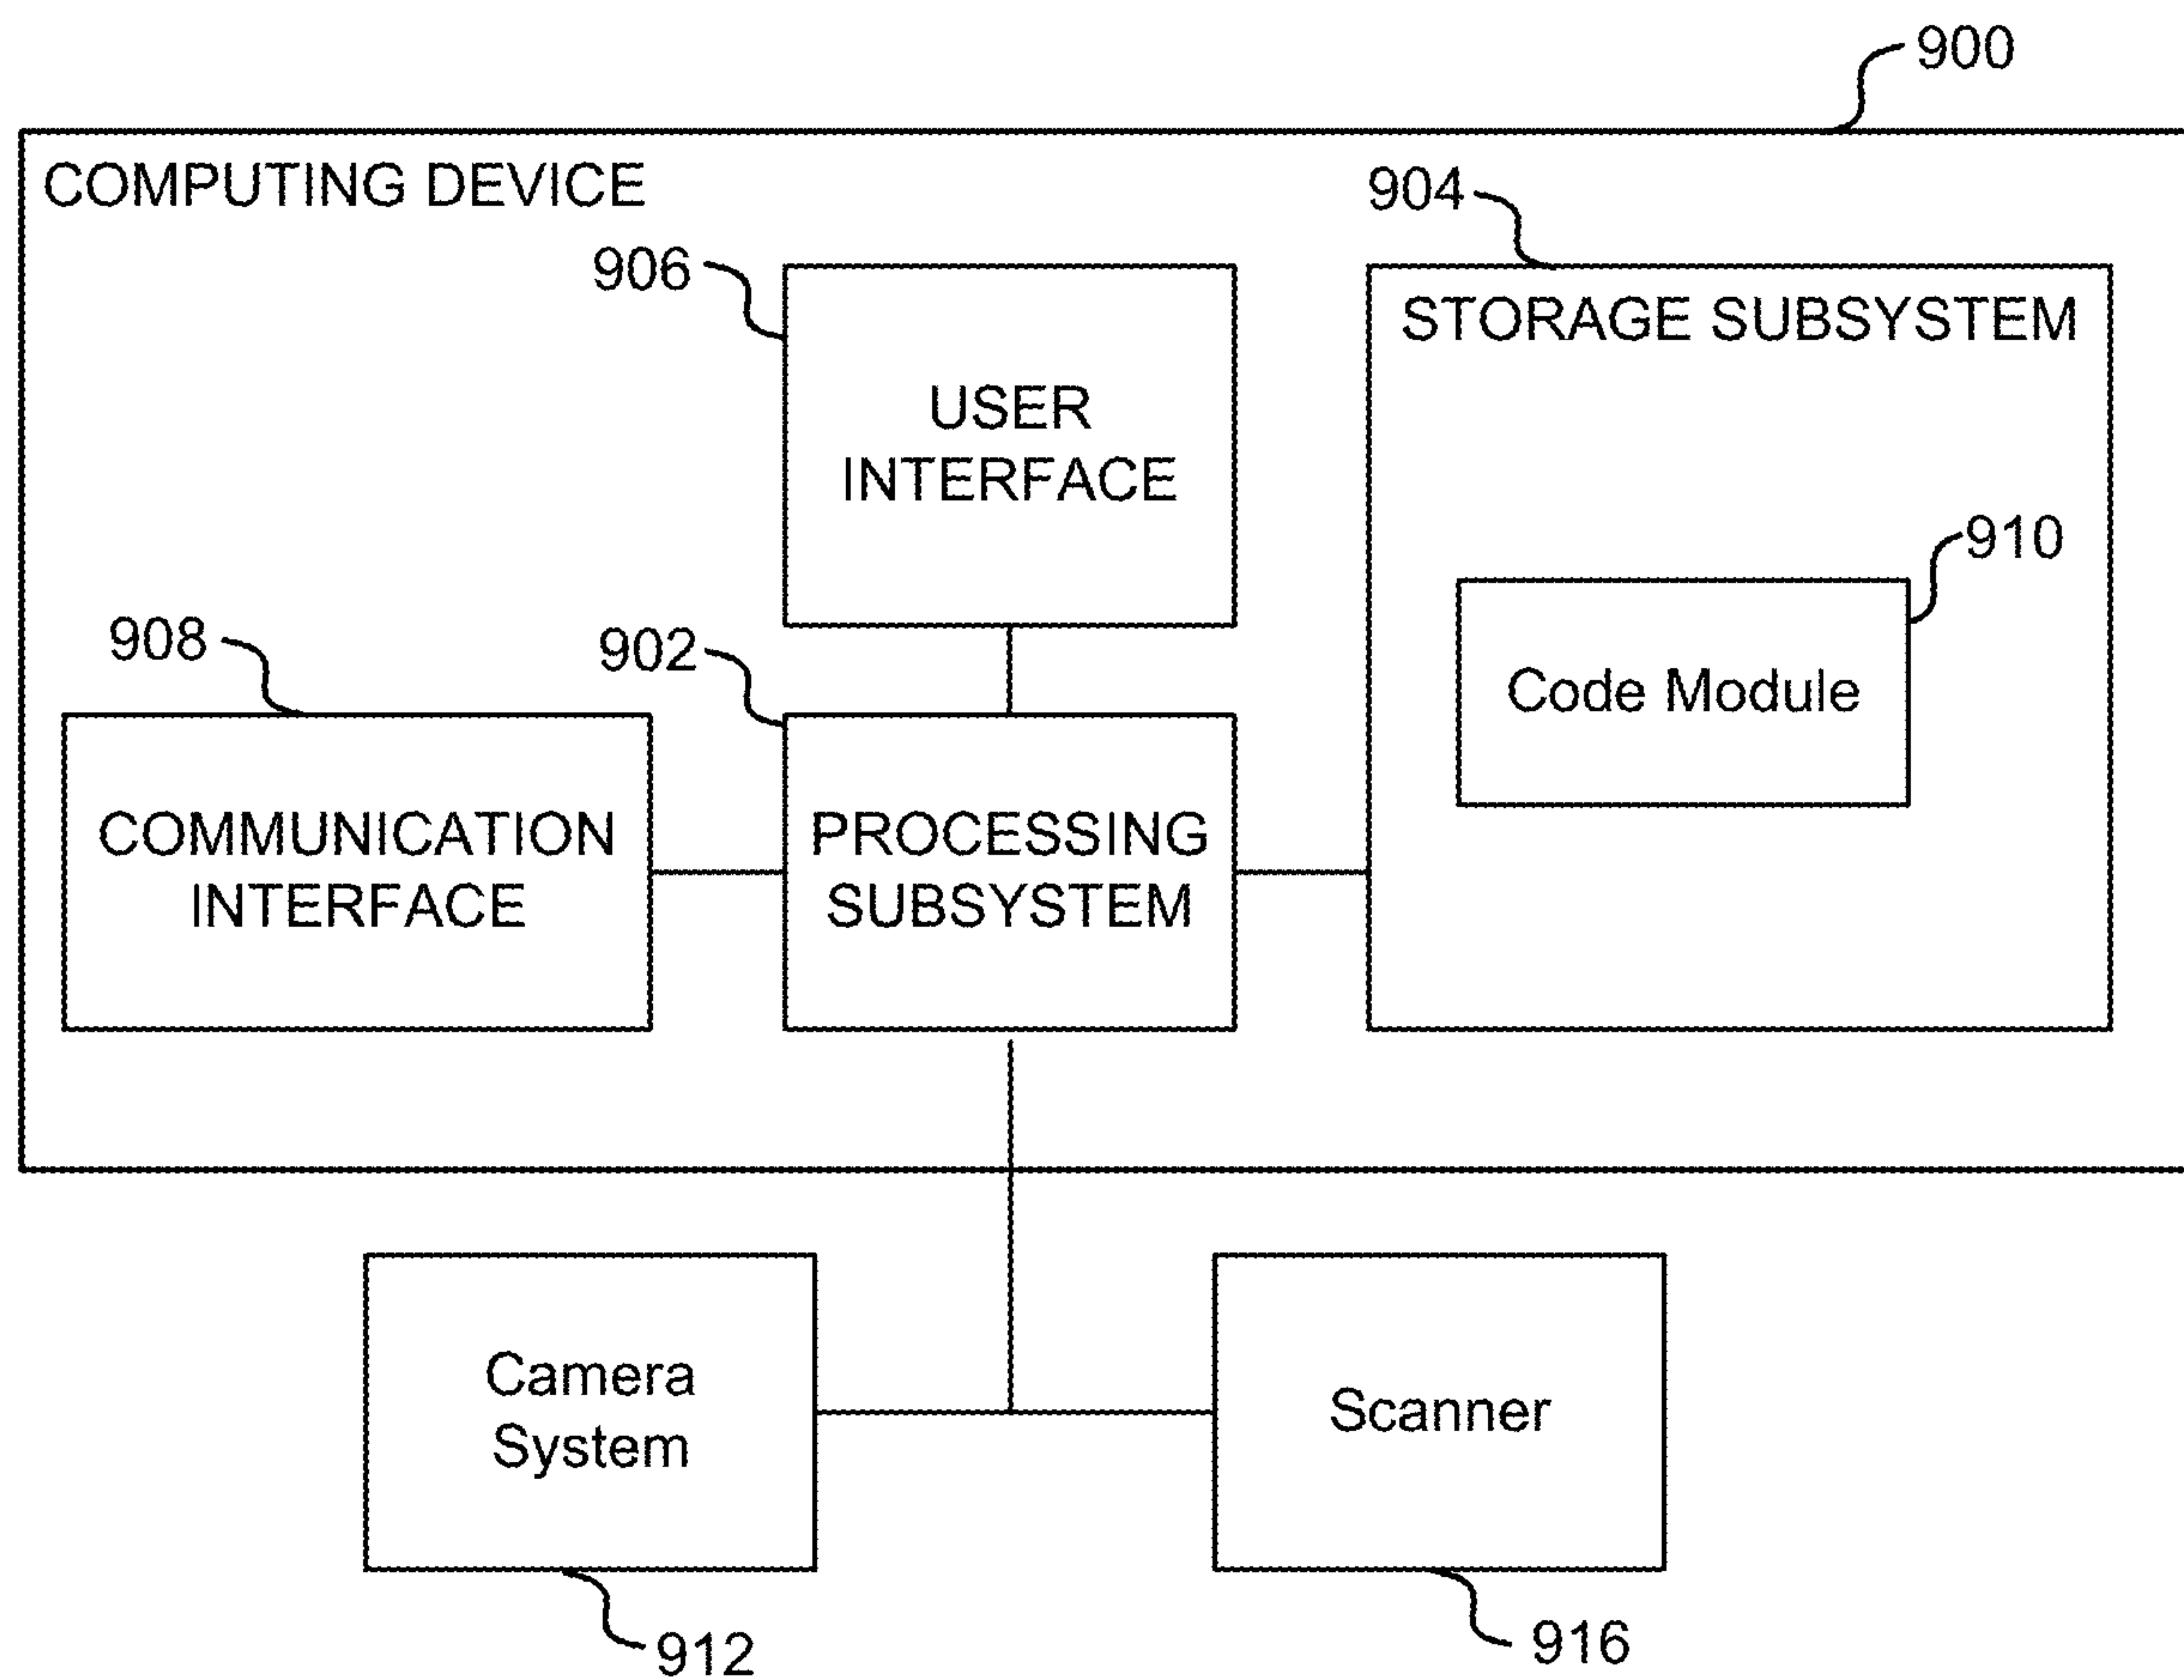 900
COMPUTING DEVICE
904
906
STORAGE SUBSYSTEM
USER
INTERFACE
910
908
902
Code Module
COMMUNICATION
INTERFACE
PROCESSING
SUBSYSTEM
Camera
System
Scanner
912
916